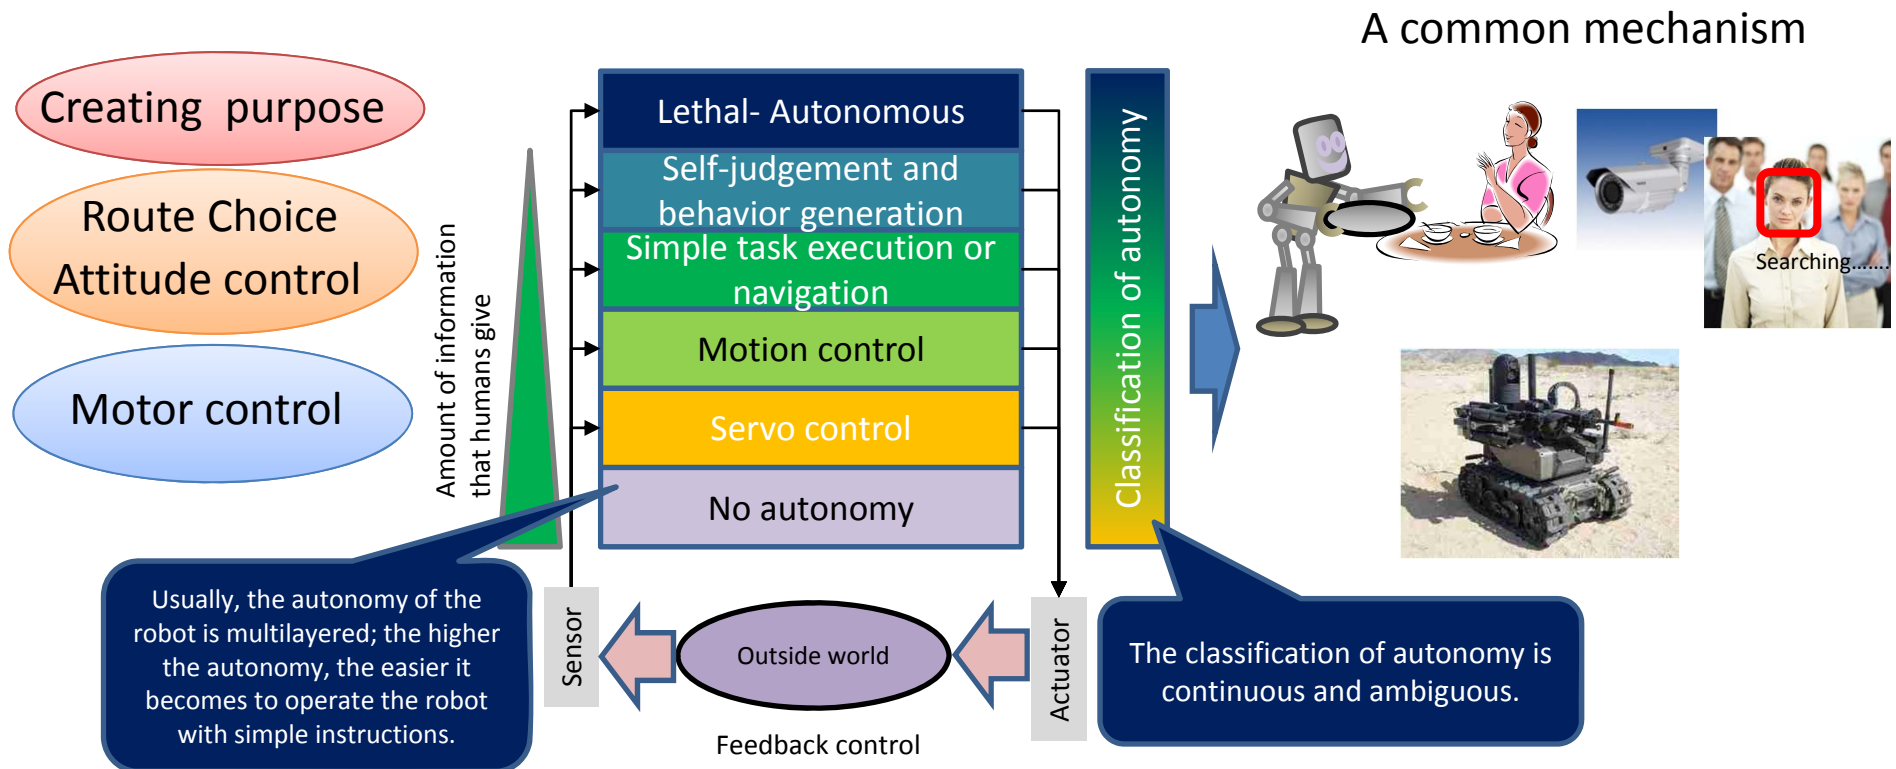 A common mechanism
Creating purpose
Route Choice
Attitude control
Motor control
Amount of information
that humans give
Lethal- Autonomous
Self-judgement and
behavior generation
Simple task execution or
navigation
Motion control
Servo control
No autonomy
Classification of autonomy
Searching.......
Usually, the autonomy of the
robot is multilayered; the higher
the autonomy, the easier it
becomes to operate the robot
with simple instructions.
Sensor
Outside world
Actuator
Feedback control
The classification of autonomy is
continuous and ambiguous.